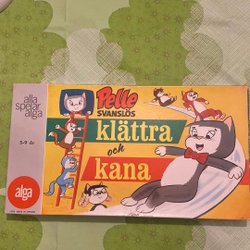 alla
spelar
alga
5-9 år
alga
Pelle
SVANSLÖS
klättra
och
kana